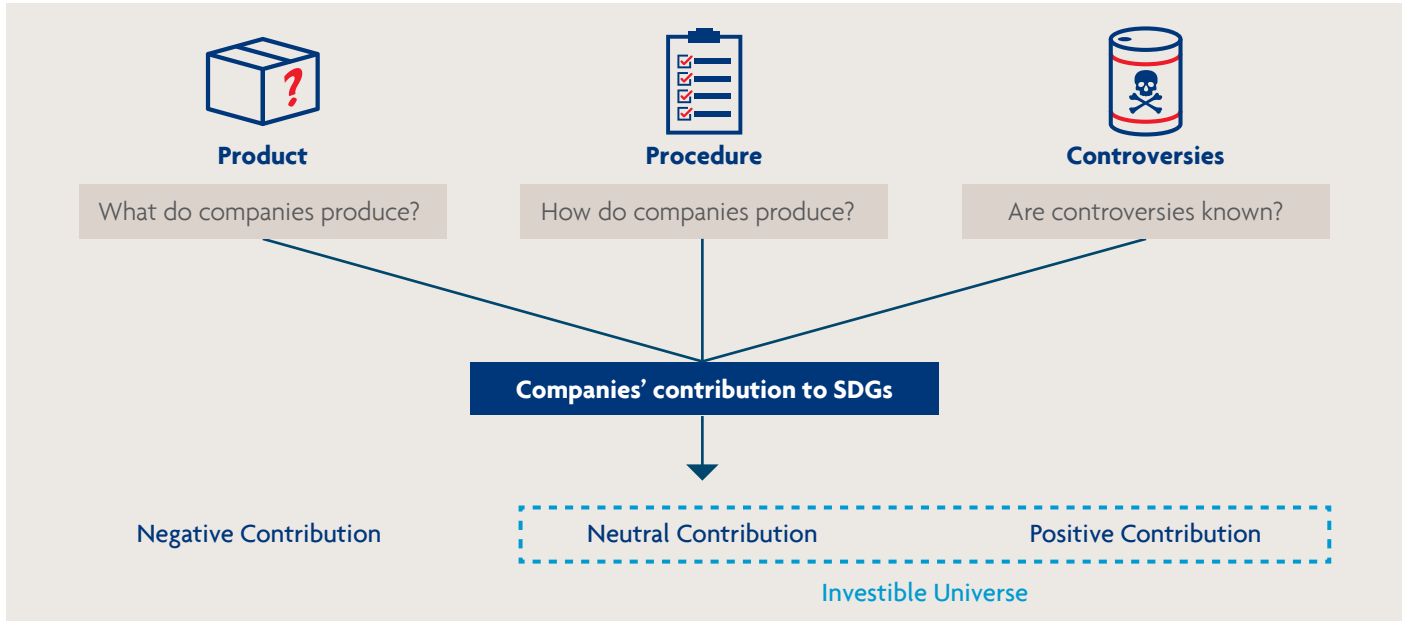 ?
Product
Procedure
Controversies
What do companies produce?
How do companies produce?
Are controversies known?
Companies’ contribution to SDGs
Negative Contribution
Neutral Contribution
Positive Contribution
Investible Universe